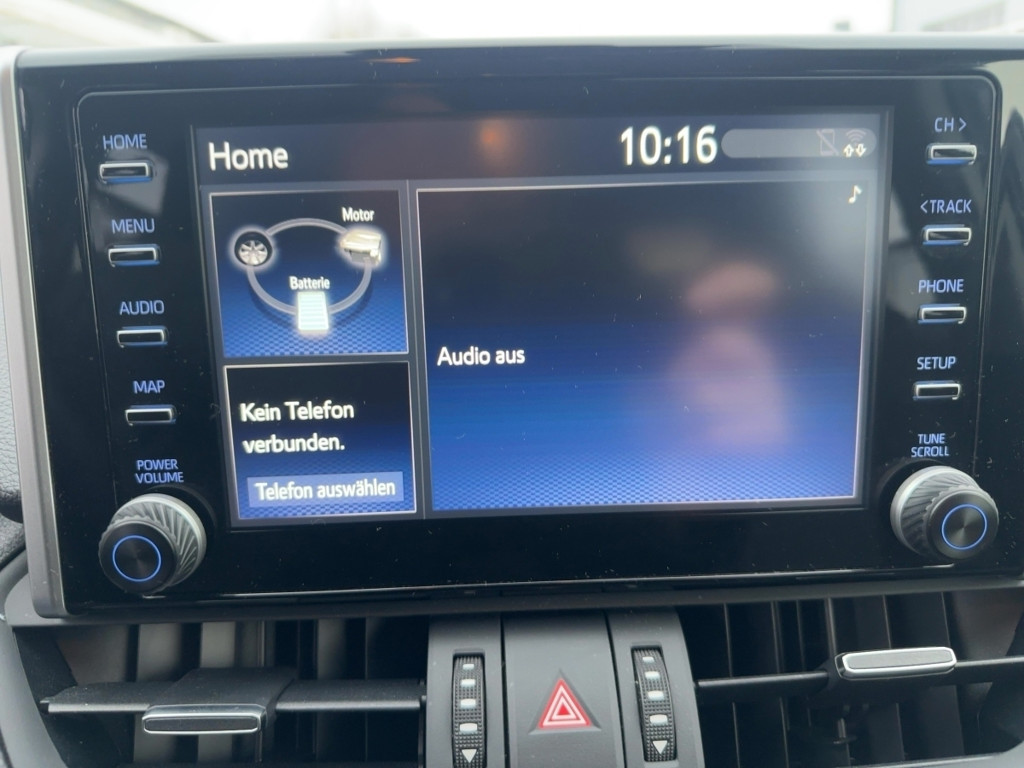 HOME
MENU
AUDIO
MAP
POWER
VOLUME
Home
10:16
Motor
Batterie
Kein Telefon
verbunden.
Telefon auswählen
Audio aus
CH >
<TRACK
PHONE
SETUP
TUNE
SCROLL